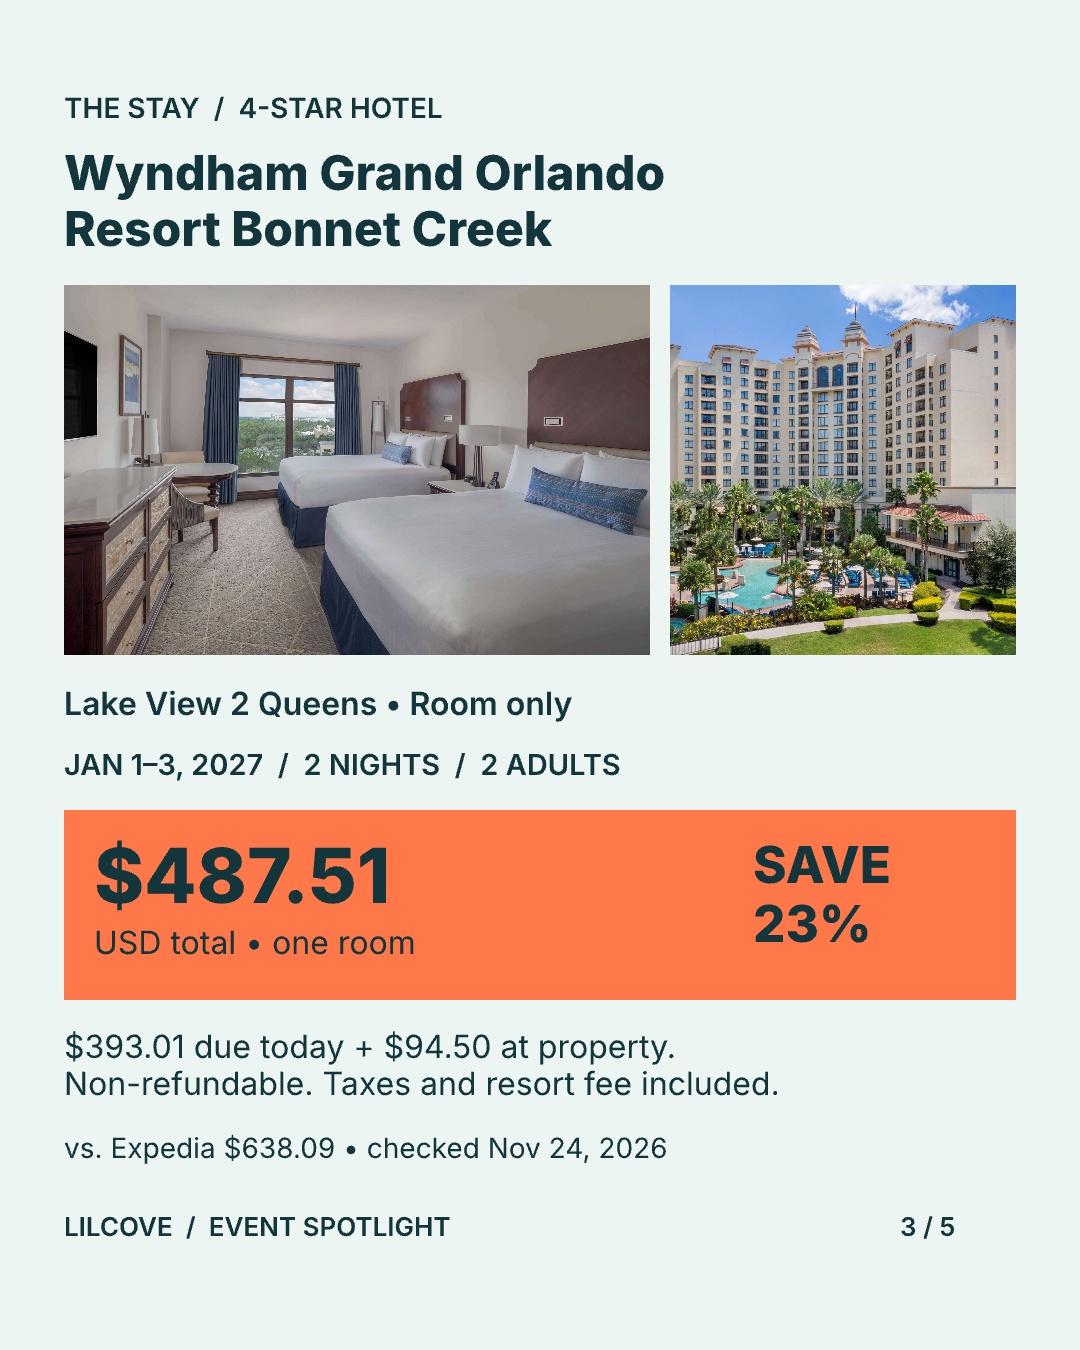 THE STAY / 4-STAR HOTEL
Wyndham Grand Orlando
Resort Bonnet Creek
Lake View 2 Queens • Room only
JAN 1–3, 2027 / 2 NIGHTS / 2 ADULTS
$487.51
USD total • one room
SAVE
23%
$393.01 due today + $94.50 at property.
Non-refundable. Taxes and resort fee included.
vs. Expedia $638.09 • checked Nov 24, 2026
LILCOVE / EVENT SPOTLIGHT
3 / 5